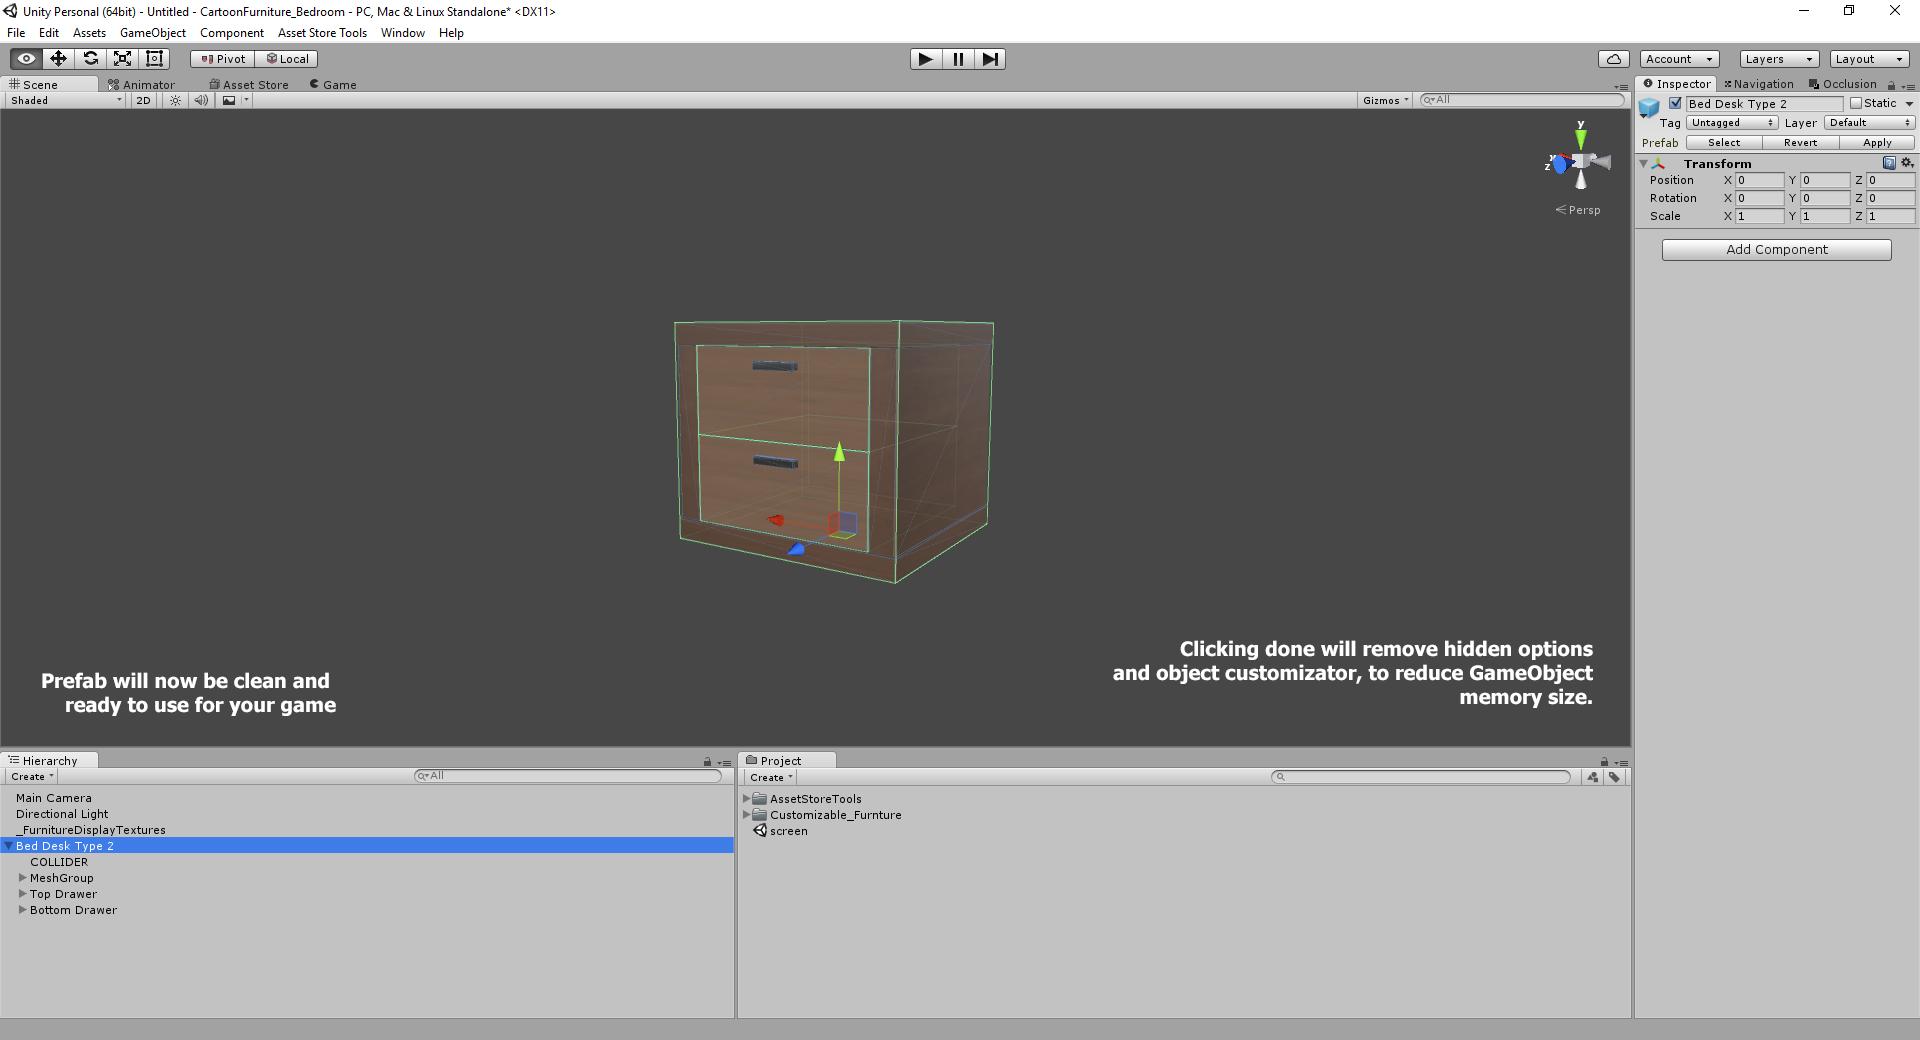 Unity Personal (64bit) - Untitled - CartoonFurniture_Bedroom - PC, Mac & Linux Standalone* <DX11>
File Edit Assets GameObject Component Asset Store Tools Window Help
Pivot Local Account Layers Layout
Scene Animator Asset Store Game
Shaded 2D Gizmos All
Inspector Navigation Occlusion
Bed Desk Type 2 Static
Tag Untagged Layer Default
Prefab Select Revert Apply
Transform
Position X 0 Y 0 Z 0
Rotation X 0 Y 0 Z 0
Scale X 1 Y 1 Z 1
Add Component
y
x
z
Persp
Prefab will now be clean and
ready to use for your game
Clicking done will remove hidden options
and object customizator, to reduce GameObject
memory size.
Hierarchy
Create All
Main Camera
Directional Light
_FurnitureDisplayTextures
Bed Desk Type 2
COLLIDER
MeshGroup
Top Drawer
Bottom Drawer
Project
Create
AssetStoreTools
Customizable_Furnture
screen